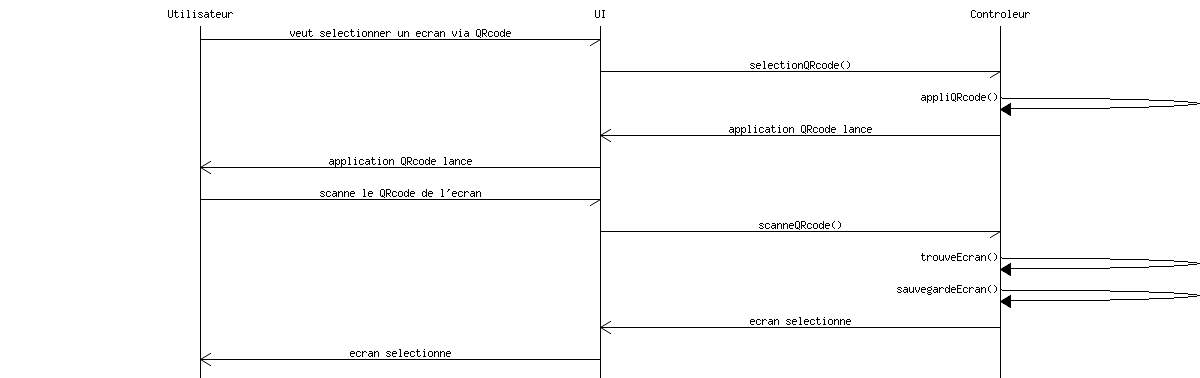 Utilisateur UI Controleur
veut selectionner un ecran via QRcode
selectionQRcode()
appliQRcode()
application QRcode lance
application QRcode lance
scanne le QRcode de l'ecran
scanneQRcode()
trouveEcran()
sauvegardeEcran()
ecran selectionne
ecran selectionne